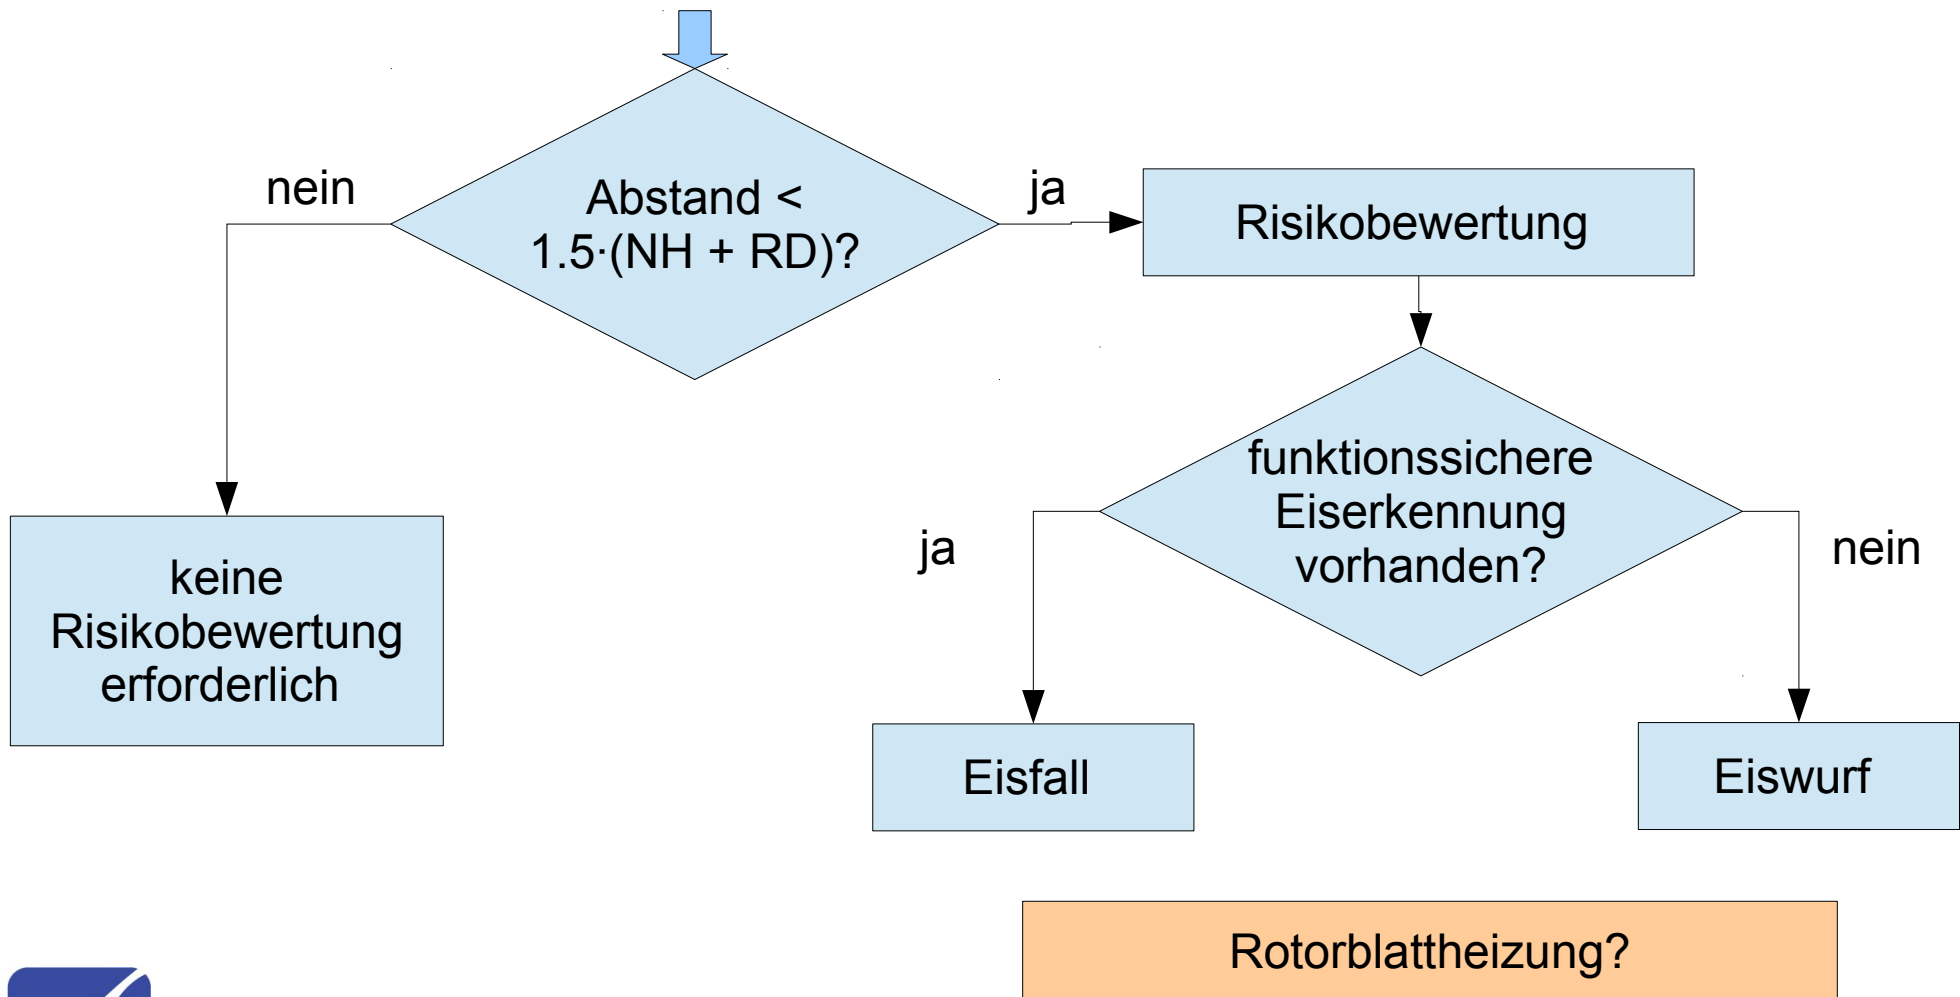 nein
Abstand <
1.5·(NH + RD)?
ja
Risikobewertung
funktionssichere
Eiserkennung
vorhanden?
ja
nein
keine
Risikobewertung
erforderlich
Eisfall
Eiswurf
Rotorblattheizung?